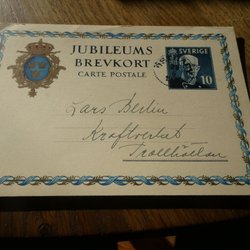 JUBILEUMS
BREVKORT
CARTE POSTALE
SVERIGE
10
Lars Berlin
Kraftverket
Trollhättan